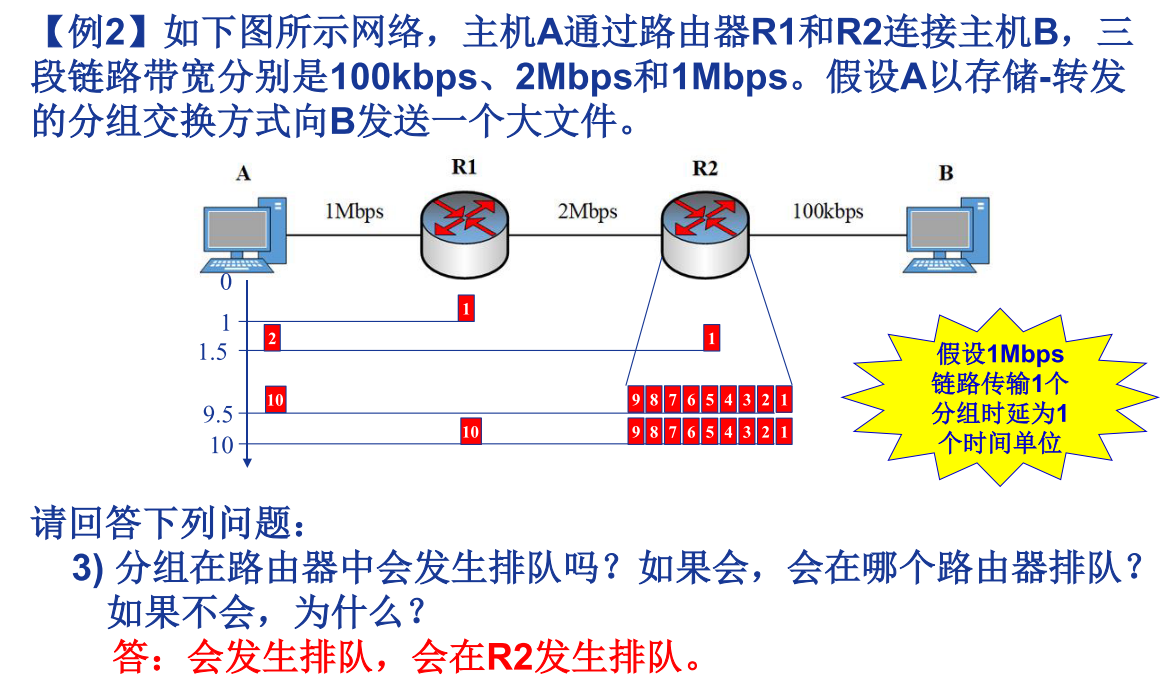 【例2】如下图所示网络，主机A通过路由器R1和R2连接主机B，三
段链路带宽分别是100kbps、2Mbps和1Mbps。假设A以存储-转发
的分组交换方式向B发送一个大文件。
A
R1
R2
B
1Mbps
2Mbps
100kbps
0
1
1
2
1
1.5
10
9 8 7 6 5 4 3 2 1
9.5
10
9 8 7 6 5 4 3 2 1
10
假设1Mbps
链路传输1个
分组时延为1
个时间单位
请回答下列问题：
3) 分组在路由器中会发生排队吗？如果会，会在哪个路由器排队？
如果不会，为什么？
答：会发生排队，会在R2发生排队。